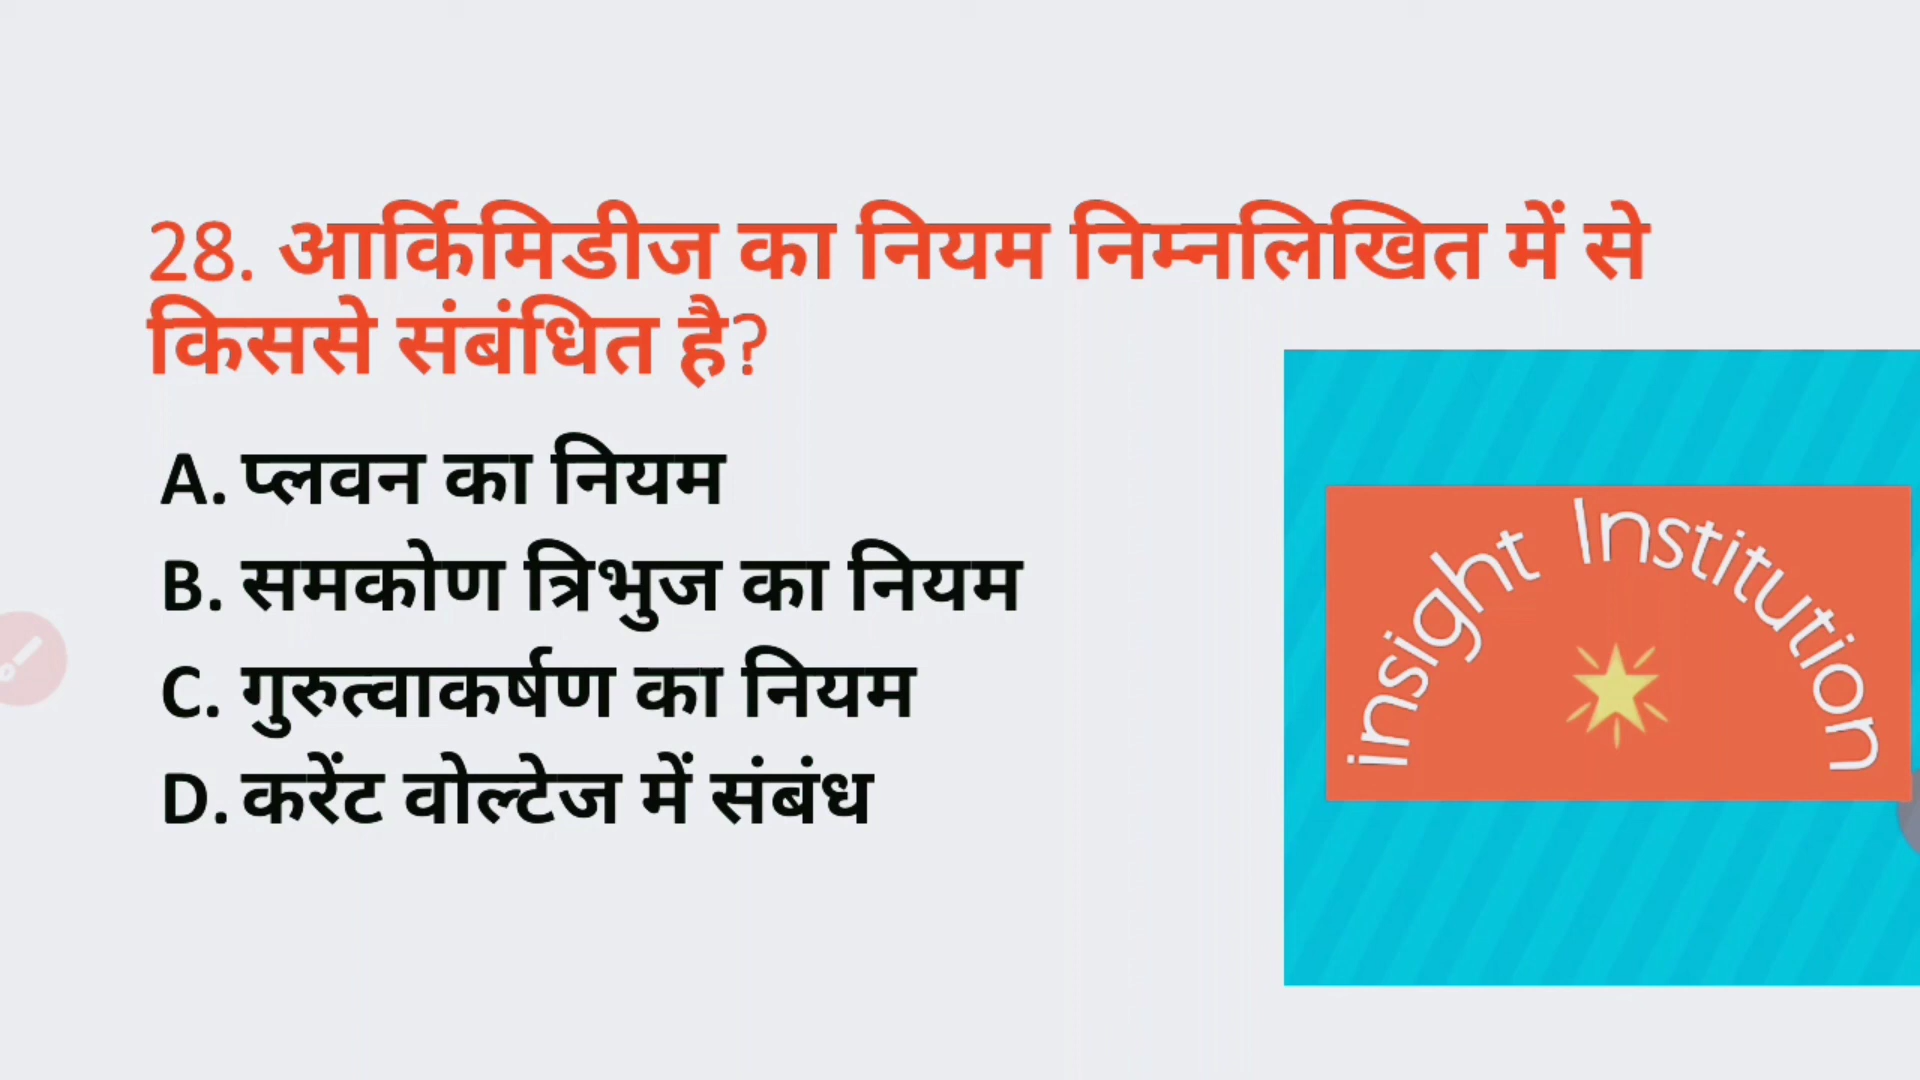 28. आर्किमिडीज का नियम निम्नलिखित में से
किससे संबंधित है?
A. प्लवन का नियम
B. समकोण त्रिभुज का नियम
C. गुरुत्वाकर्षण का नियम
D. करेंट वोल्टेज में संबंध
insight Institution